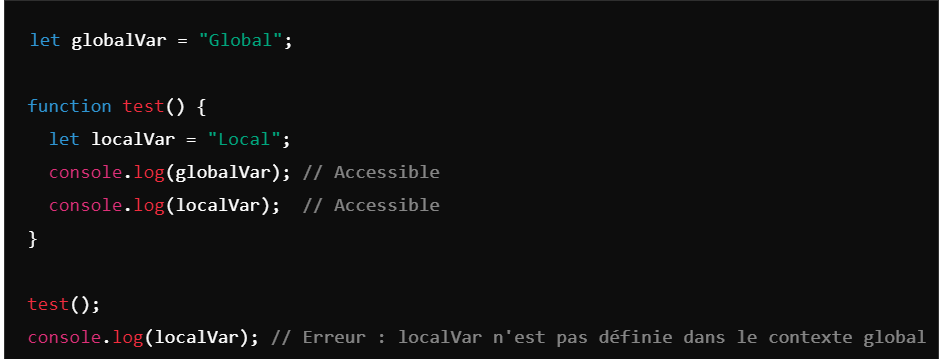 let globalVar = "Global";
function test() {
let localVar = "Local";
console.log(globalVar); // Accessible
console.log(localVar);  // Accessible
}
test();
console.log(localVar); // Erreur : localVar n'est pas définie dans le contexte global